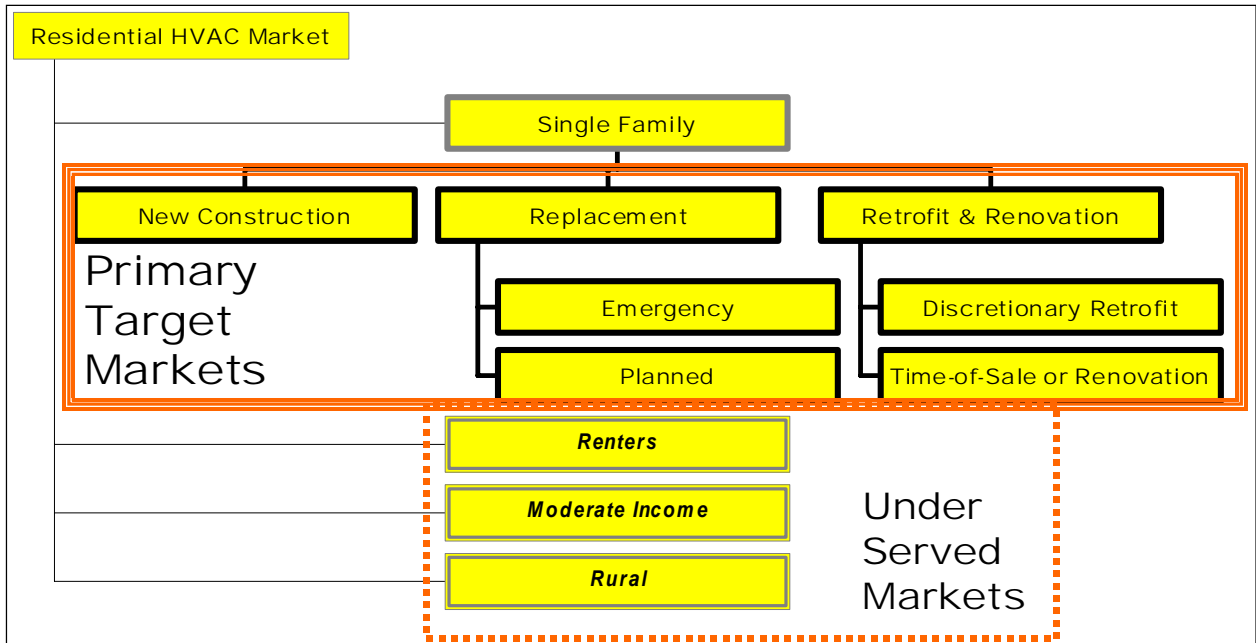 Residential HVAC Market
Single Family
New Construction
Replacement
Retrofit & Renovation
Primary
Target
Markets
Emergency
Discretionary Retrofit
Planned
Time-of-Sale or Renovation
Renters
Moderate Income
Rural
Under
Served
Markets